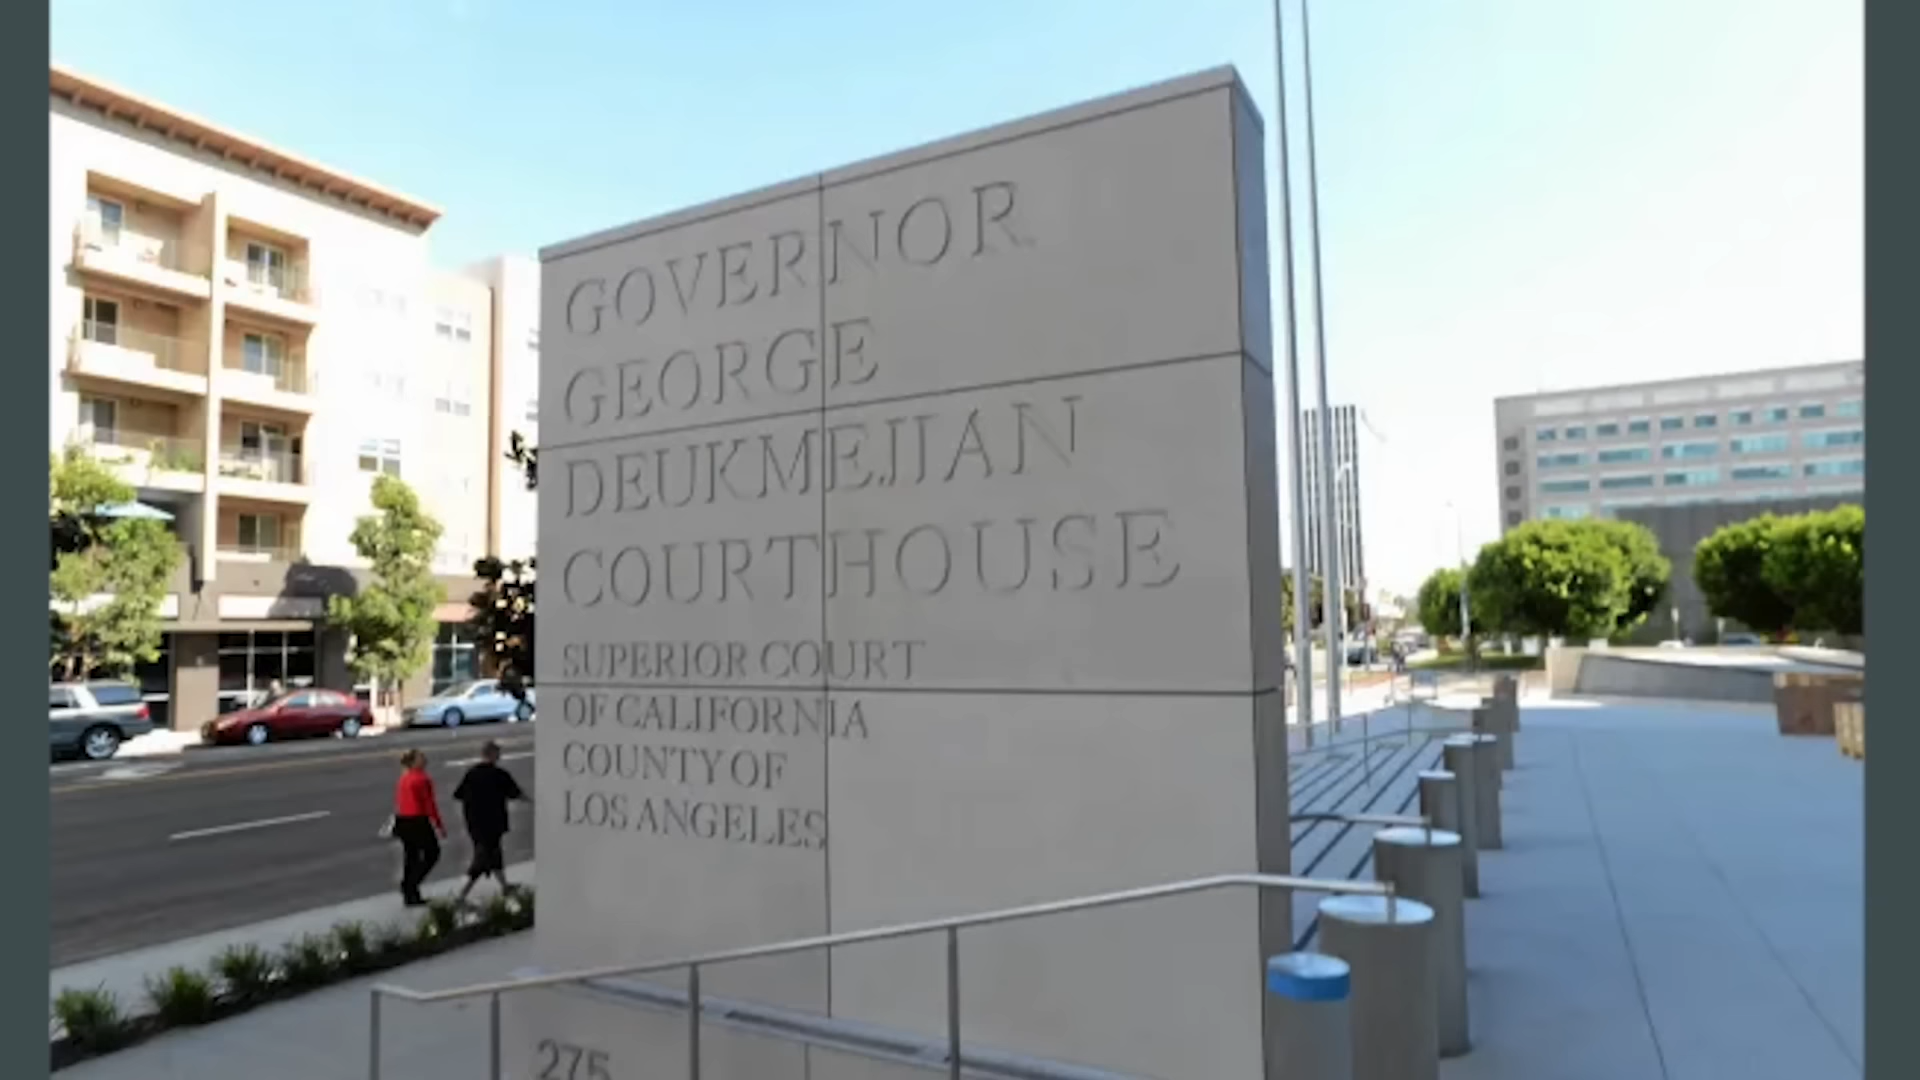 GOVERNOR
GEORGE
DEUKMEJIAN
COURTHOUSE
SUPERIOR COURT
OF CALIFORNIA
COUNTY OF
LOS ANGELES
275